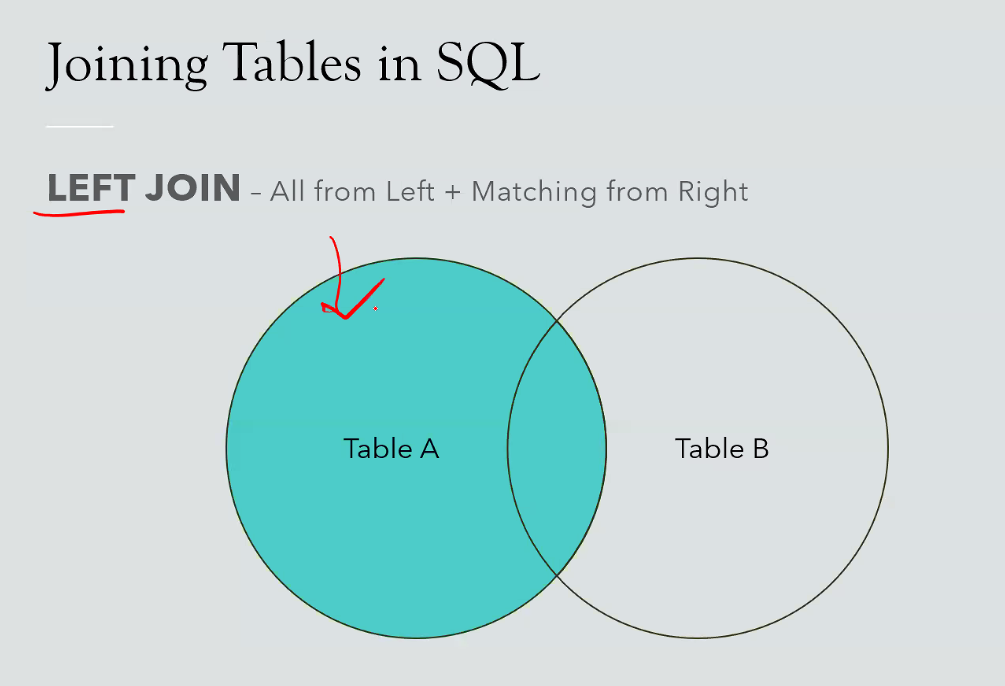 Joining Tables in SQL
LEFT JOIN – All from Left + Matching from Right
Table A
Table B